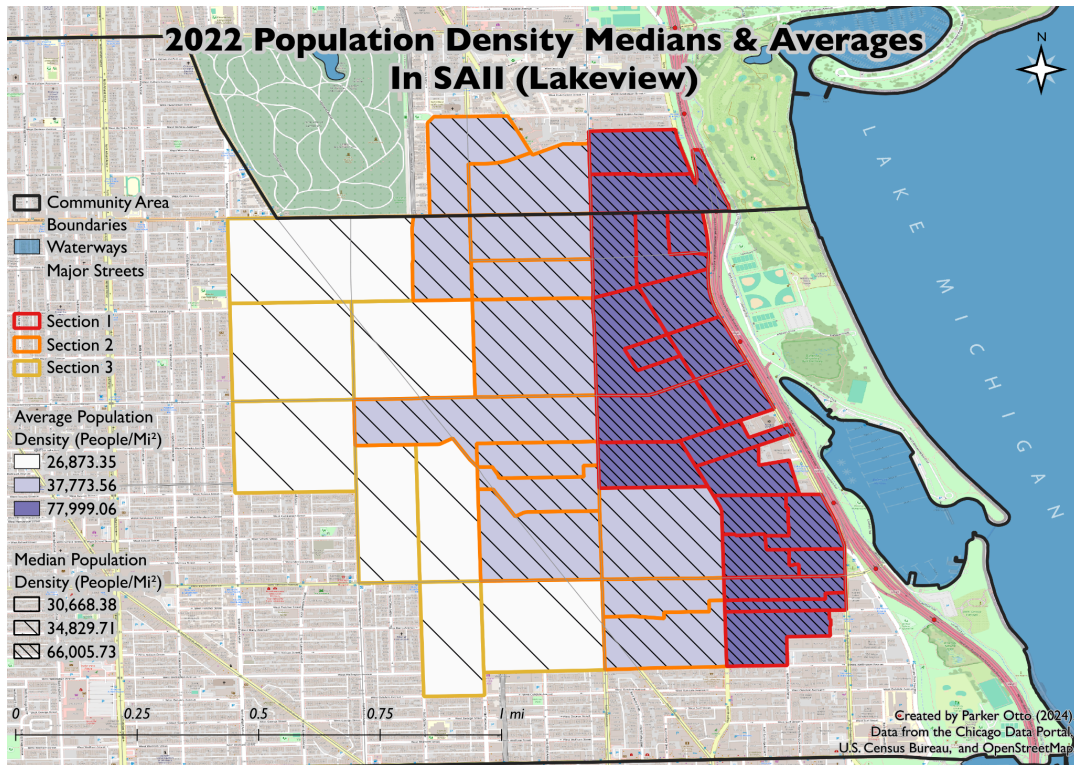 2022 Population Density Medians & Averages
In SAII (Lakeview)
N
LAKE MICHIGAN
Community Area
Boundaries
Waterways
Major Streets
Section 1
Section 2
Section 3
Average Population
Density (People/Mi²)
26,873.35
37,773.56
77,999.06
Median Population
Density (People/Mi²)
30,668.38
34,829.71
66,005.73
0 0.25 0.5 0.75 1 mi
Created by Parker Otto (2024)
Data from the Chicago Data Portal,
U.S. Census Bureau, and OpenStreetMap